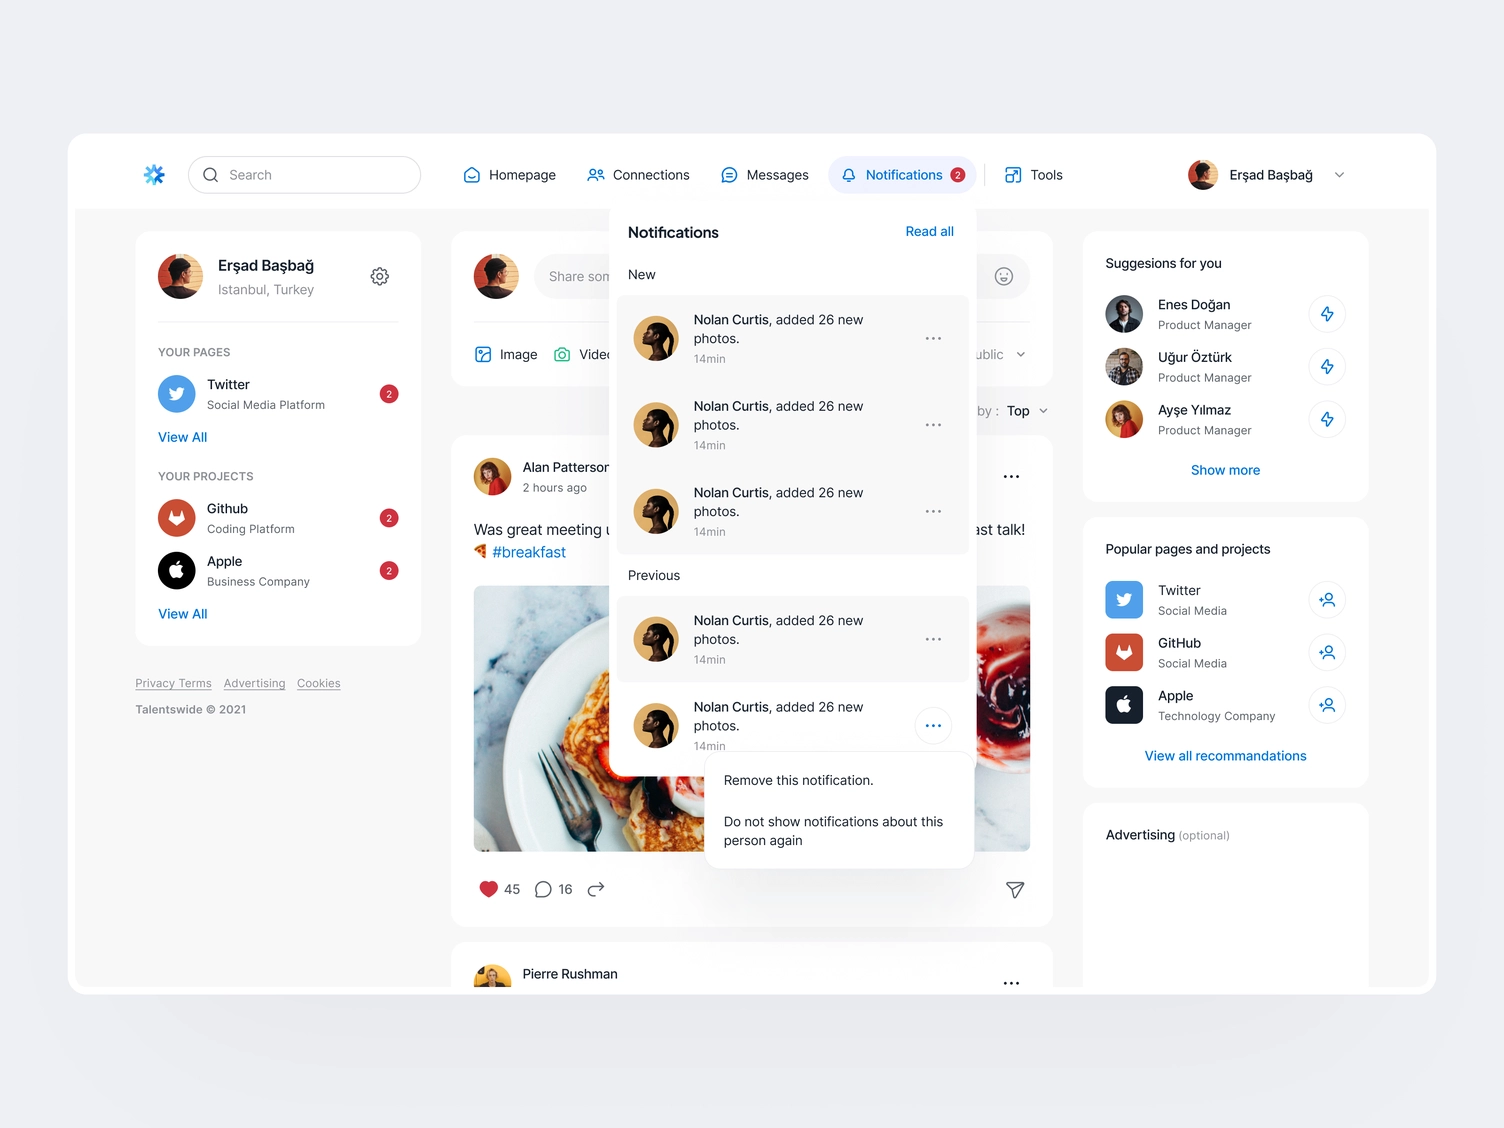 Search
Homepage
Connections
Messages
Notifications
2
Tools
Erşad Başbağ
Erşad Başbağ
Istanbul, Turkey
YOUR PAGES
Twitter
Social Media Platform
2
View All
YOUR PROJECTS
Github
Coding Platform
2
Apple
Business Company
2
View All
Privacy Terms Advertising Cookies
Talentswide © 2021
Share som
Image
Video
ublic
by : Top
Alan Patterson
2 hours ago
Was great meeting u
ast talk!
#breakfast
45
16
Pierre Rushman
Notifications
Read all
New
Nolan Curtis, added 26 new
photos.
14min
Nolan Curtis, added 26 new
photos.
14min
Nolan Curtis, added 26 new
photos.
14min
Previous
Nolan Curtis, added 26 new
photos.
14min
Nolan Curtis, added 26 new
photos.
14min
Remove this notification.
Do not show notifications about this
person again
Suggesions for you
Enes Doğan
Product Manager
Uğur Öztürk
Product Manager
Ayşe Yılmaz
Product Manager
Show more
Popular pages and projects
Twitter
Social Media
GitHub
Social Media
Apple
Technology Company
View all recommandations
Advertising (optional)